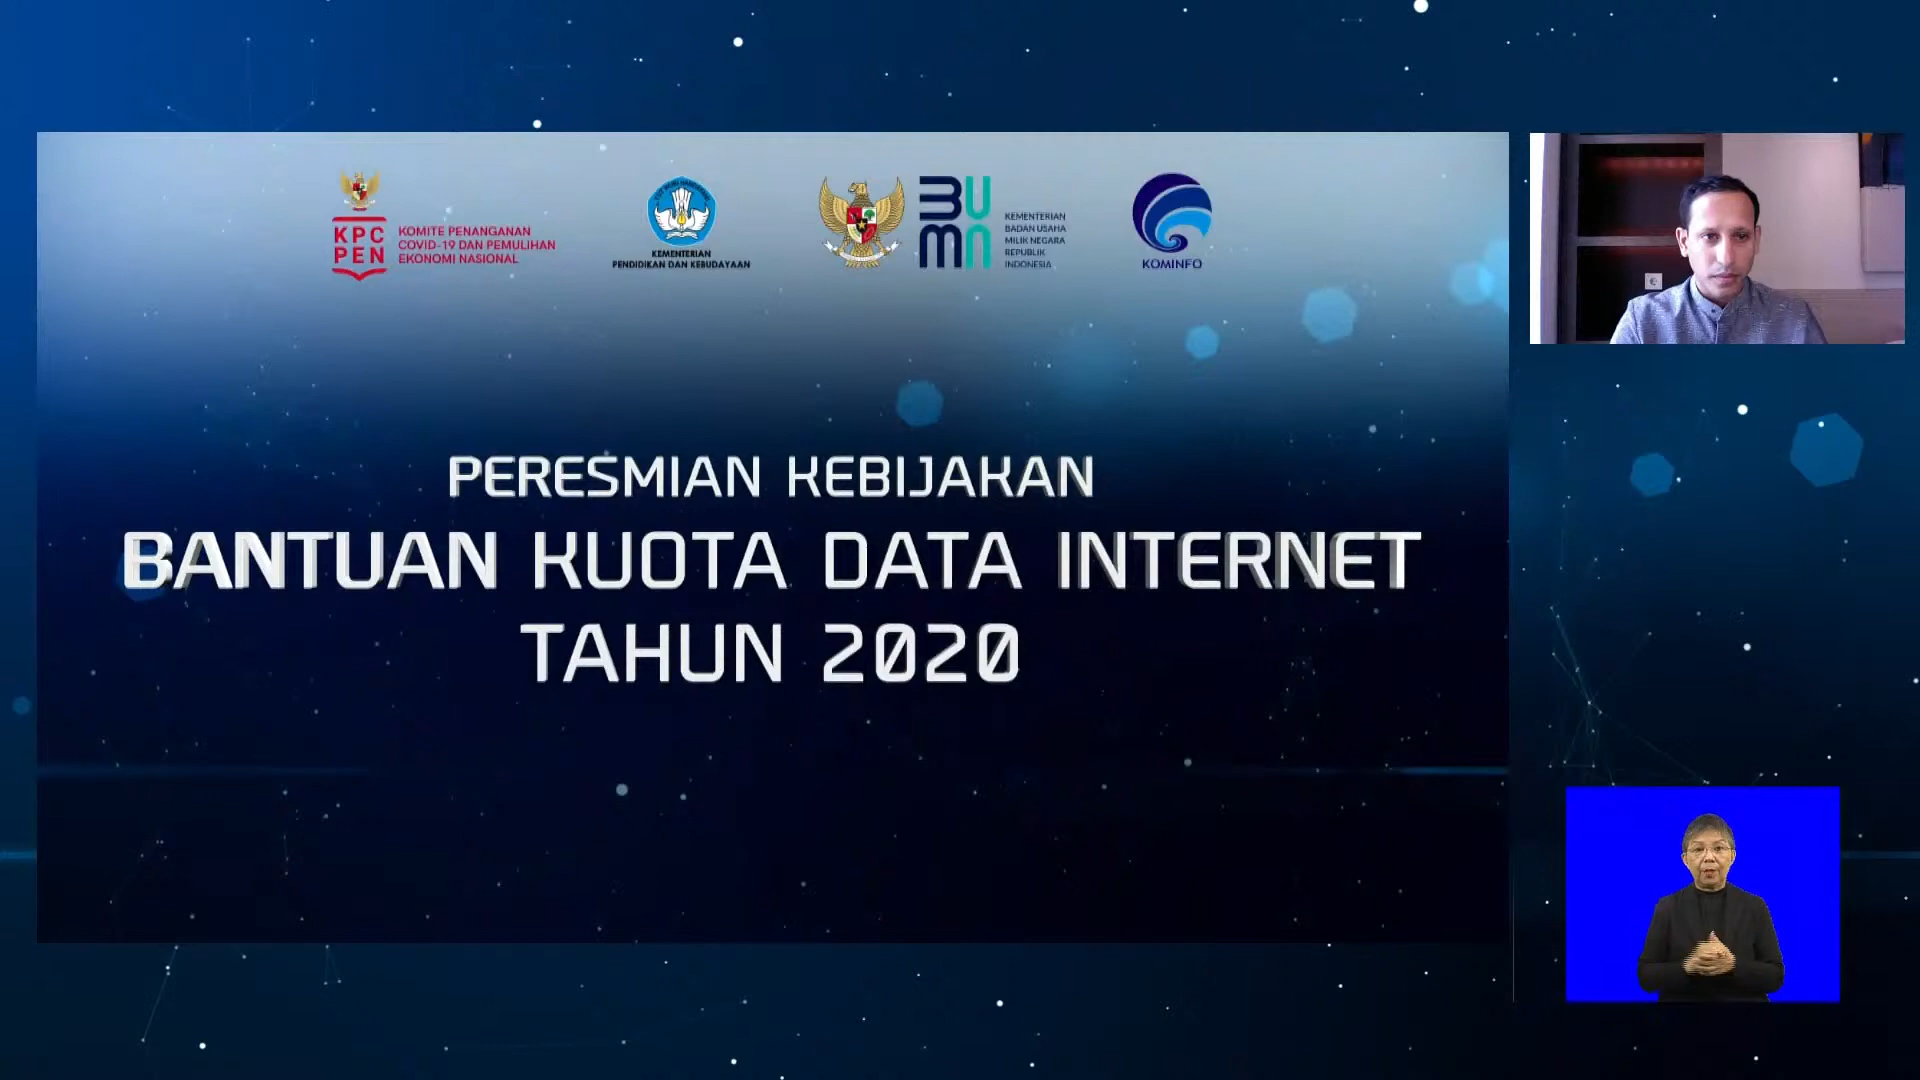 KPC
PEN
KOMITE PENANGANAN
COVID-19 DAN PEMULIHAN
EKONOMI NASIONAL
KEMENTERIAN
PENDIDIKAN DAN KEBUDAYAAN
BUMN
KEMENTERIAN
BADAN USAHA
MILIK NEGARA
REPUBLIK
INDONESIA
KOMINFO
PERESMIAN KEBIJAKAN
BANTUAN KUOTA DATA INTERNET
TAHUN 2020